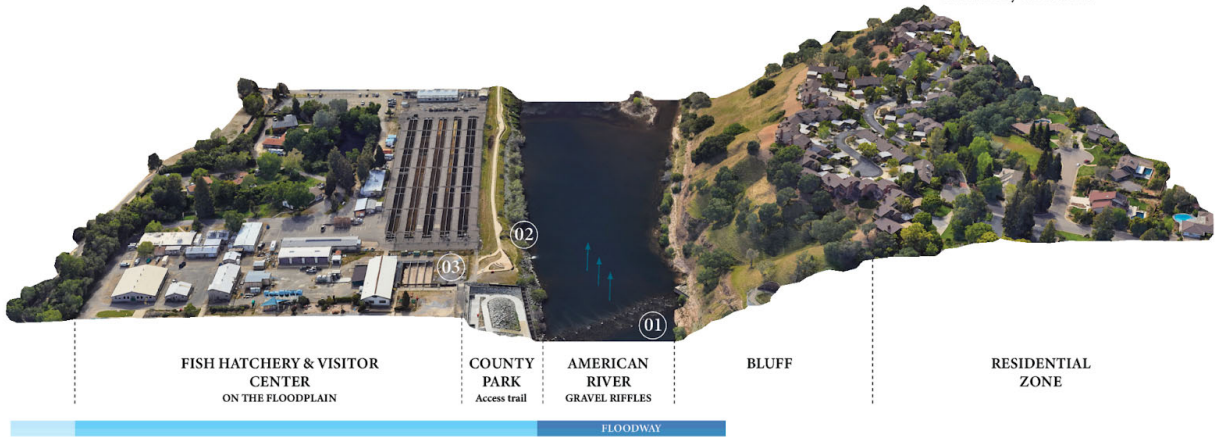 02
03
01
FISH HATCHERY & VISITOR
CENTER
ON THE FLOODPLAIN
COUNTY
PARK
Access trail
AMERICAN
RIVER
GRAVEL RIFFLES
BLUFF
RESIDENTIAL
ZONE
FLOODWAY